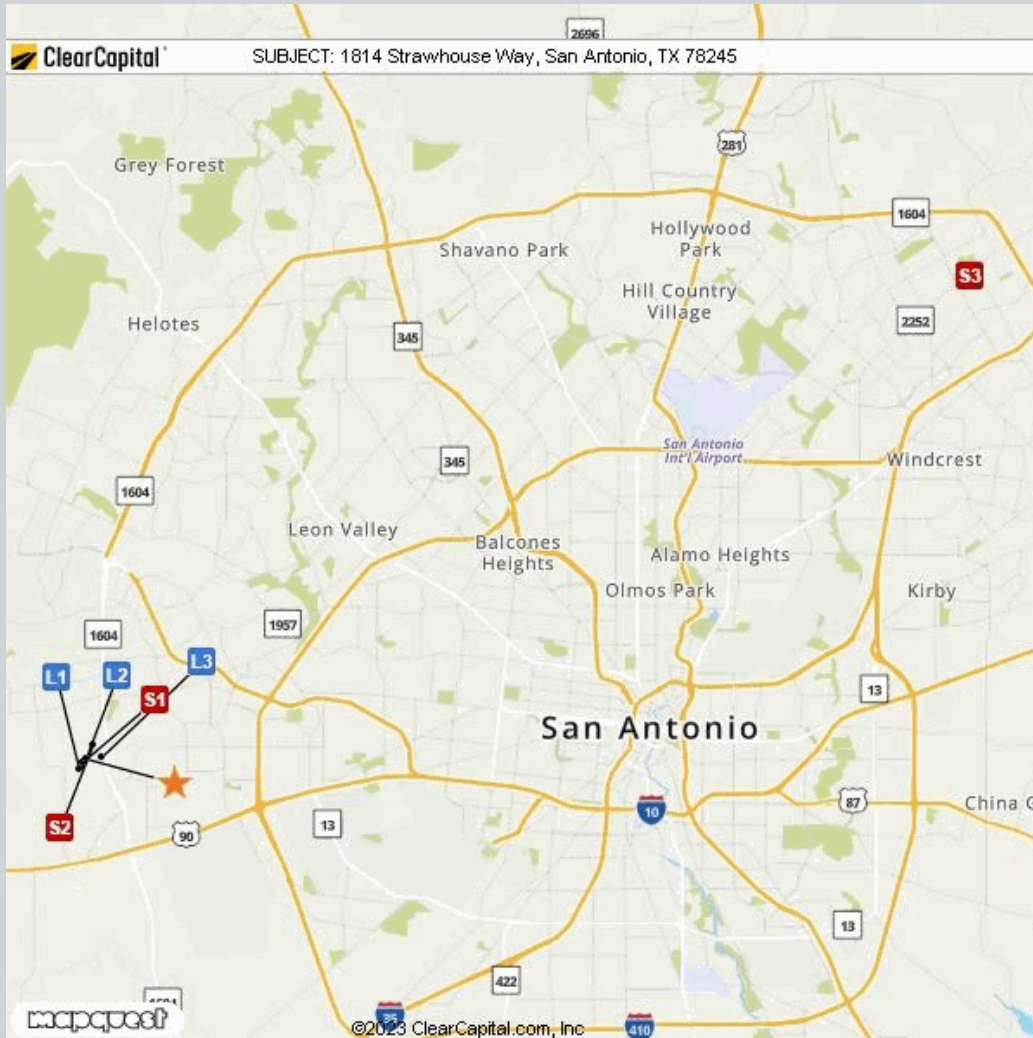 2696
ClearCapital
SUBJECT: 1814 Strawhouse Way, San Antonio, TX 78245
281
Grey Forest
1604
Hollywood
Park
Shavano Park
S3
Hill Country
Village
Helotes
2252
345
San Antonio
Int'l Airport
345
Windcrest
1604
Leon Valley
Balcones
Heights
Alamo Heights
Olmos Park
Kirby
1957
1604
L3
L1
L2
13
S1
San Antonio
87
China
10
13
S2
90
13
422
mapquest
35
©2023 ClearCapital.com, Inc
410